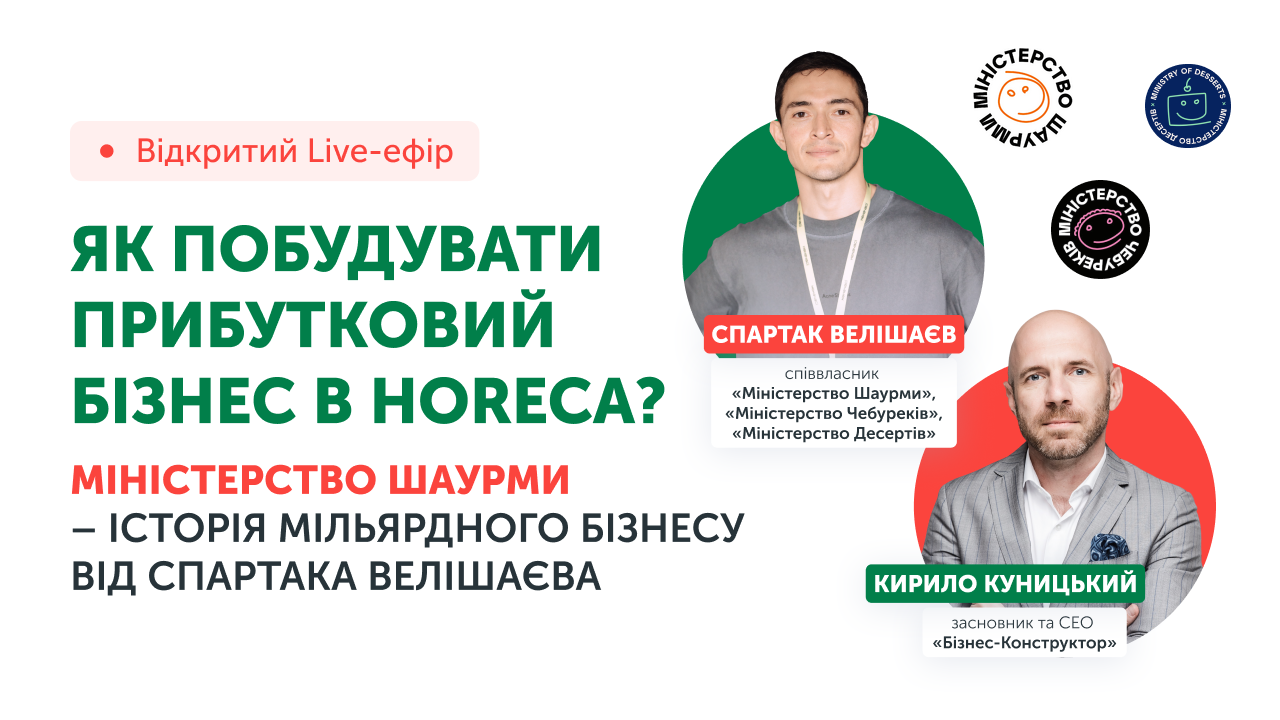 Відкритий Live-ефір
ЯК ПОБУДУВАТИ
ПРИБУТКОВИЙ
БІЗНЕС В HORECA?
МІНІСТЕРСТВО ШАУРМИ
– ІСТОРІЯ МІЛЬЯРДНОГО БІЗНЕСУ
ВІД СПАРТАКА ВЕЛІШАЄВА
МІНІСТЕРСТВО ШАУРМИ
MINISTRY OF DESSERTS × МІНІСТЕРСТВО ДЕСЕРТІВ ×
МІНІСТЕРСТВО ЧЕБУРЕКІВ
СПАРТАК ВЕЛІШАЄВ
співвласник
«Міністерство Шаурми»,
«Міністерство Чебуреків»,
«Міністерство Десертів»
КИРИЛО КУНИЦЬКИЙ
засновник та СЕО
«Бізнес-Конструктор»